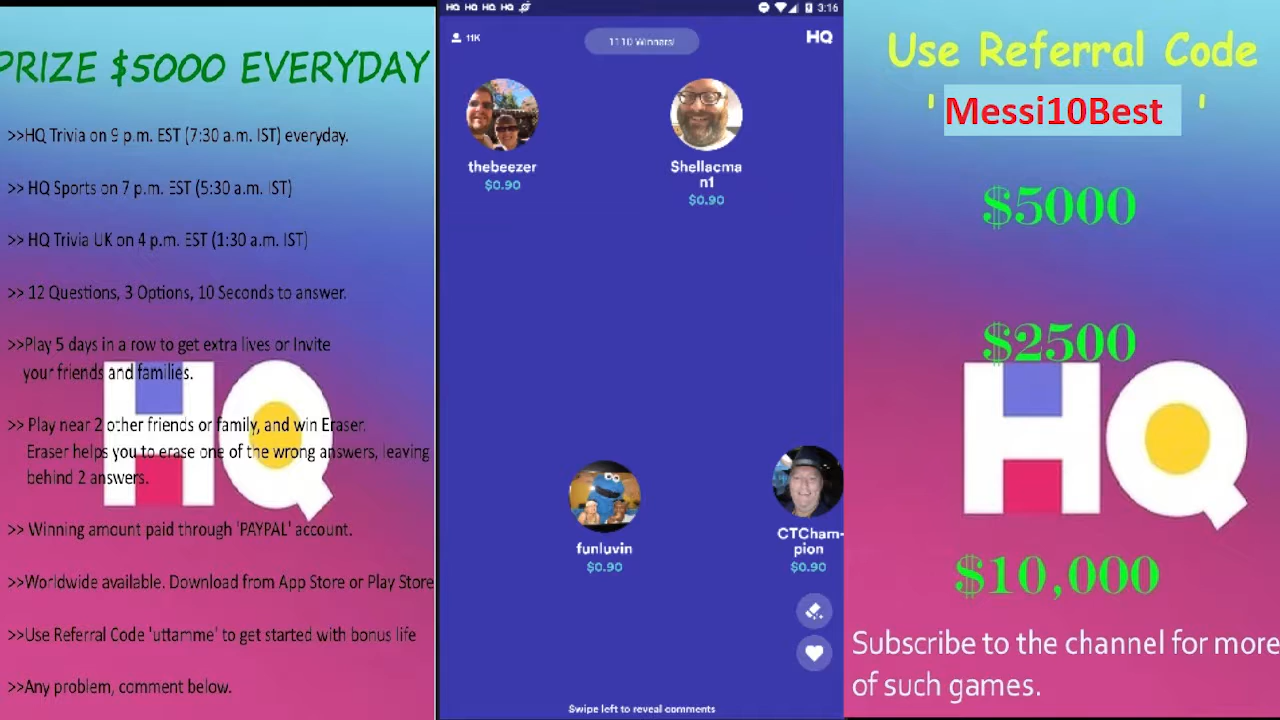 PRIZE $5000 EVERYDAY
>>HQ Trivia on 9 p.m. EST (7:30 a.m. IST) everyday.
>> HQ Sports on 7 p.m. EST (5:30 a.m. IST)
>> HQ Trivia UK on 4 p.m. EST (1:30 a.m. IST)
>> 12 Questions, 3 Options, 10 Seconds to answer.
>>Play 5 days in a row to get extra lives or Invite
your friends and families.
>> Play near 2 other friends or family, and win Eraser.
Eraser helps you to erase one of the wrong answers, leaving
behind 2 answers.
>> Winning amount paid through 'PAYPAL' account.
>>Worldwide available. Download from App Store or Play Store
>>Use Referral Code 'uttamme' to get started with bonus life
>>Any problem, comment below.
HQ
HQ HQ HQ HQ 3:16
11K
1110 Winners!
HQ
thebeezer
$0.90
Shellacma
n1
$0.90
funluvin
$0.90
CTCham-
pion
$0.90
Swipe left to reveal comments
Use Referral Code
' Messi10Best '
$5000
$2500
HQ
$10,000
Subscribe to the channel for more
of such games.